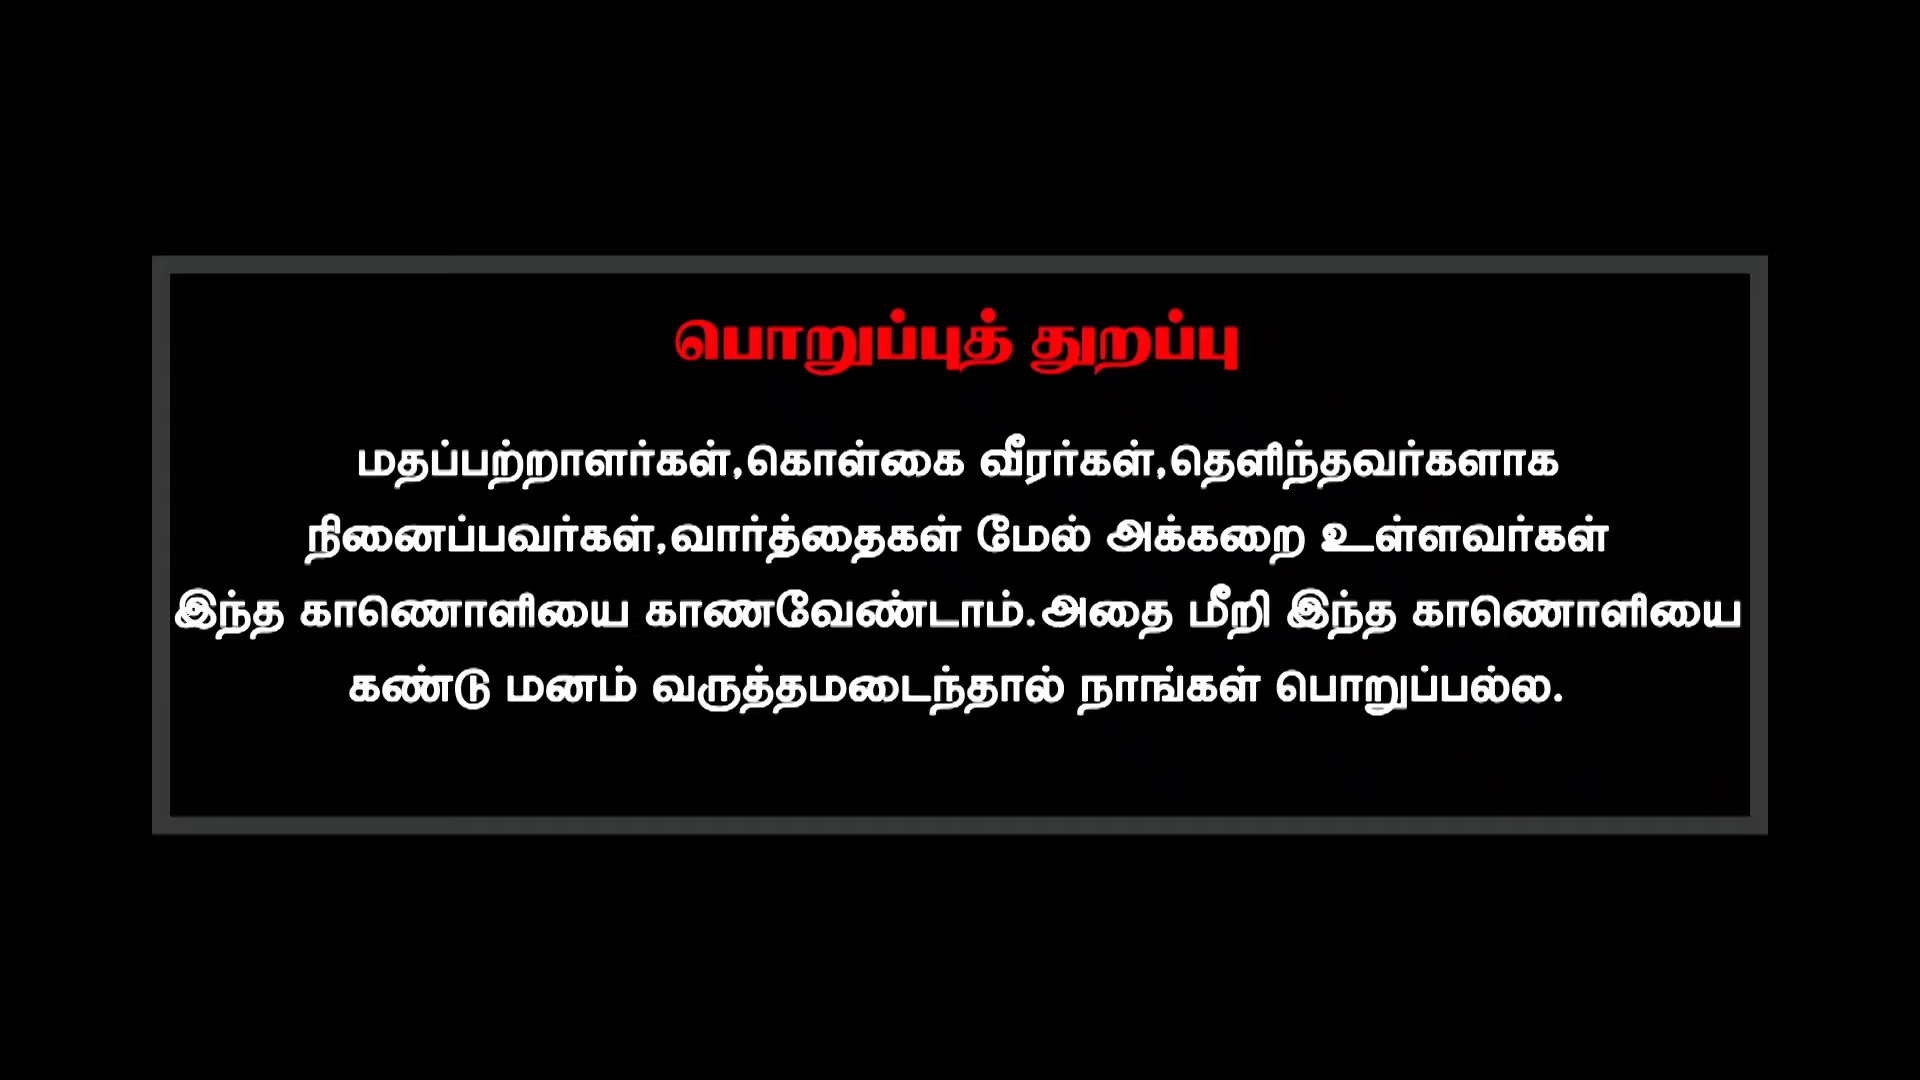 பொறுப்புத் துறப்பு
மதப்பற்றாளர்கள்,கொள்கை வீரர்கள்,தெளிந்தவர்களாக
நினைப்பவர்கள்,வார்த்தைகள் மேல் அக்கறை உள்ளவர்கள்
இந்த காணொளியை காணவேண்டாம்.அதை மீறி இந்த காணொளியை
கண்டு மனம் வருத்தமடைந்தால் நாங்கள் பொறுப்பல்ல.